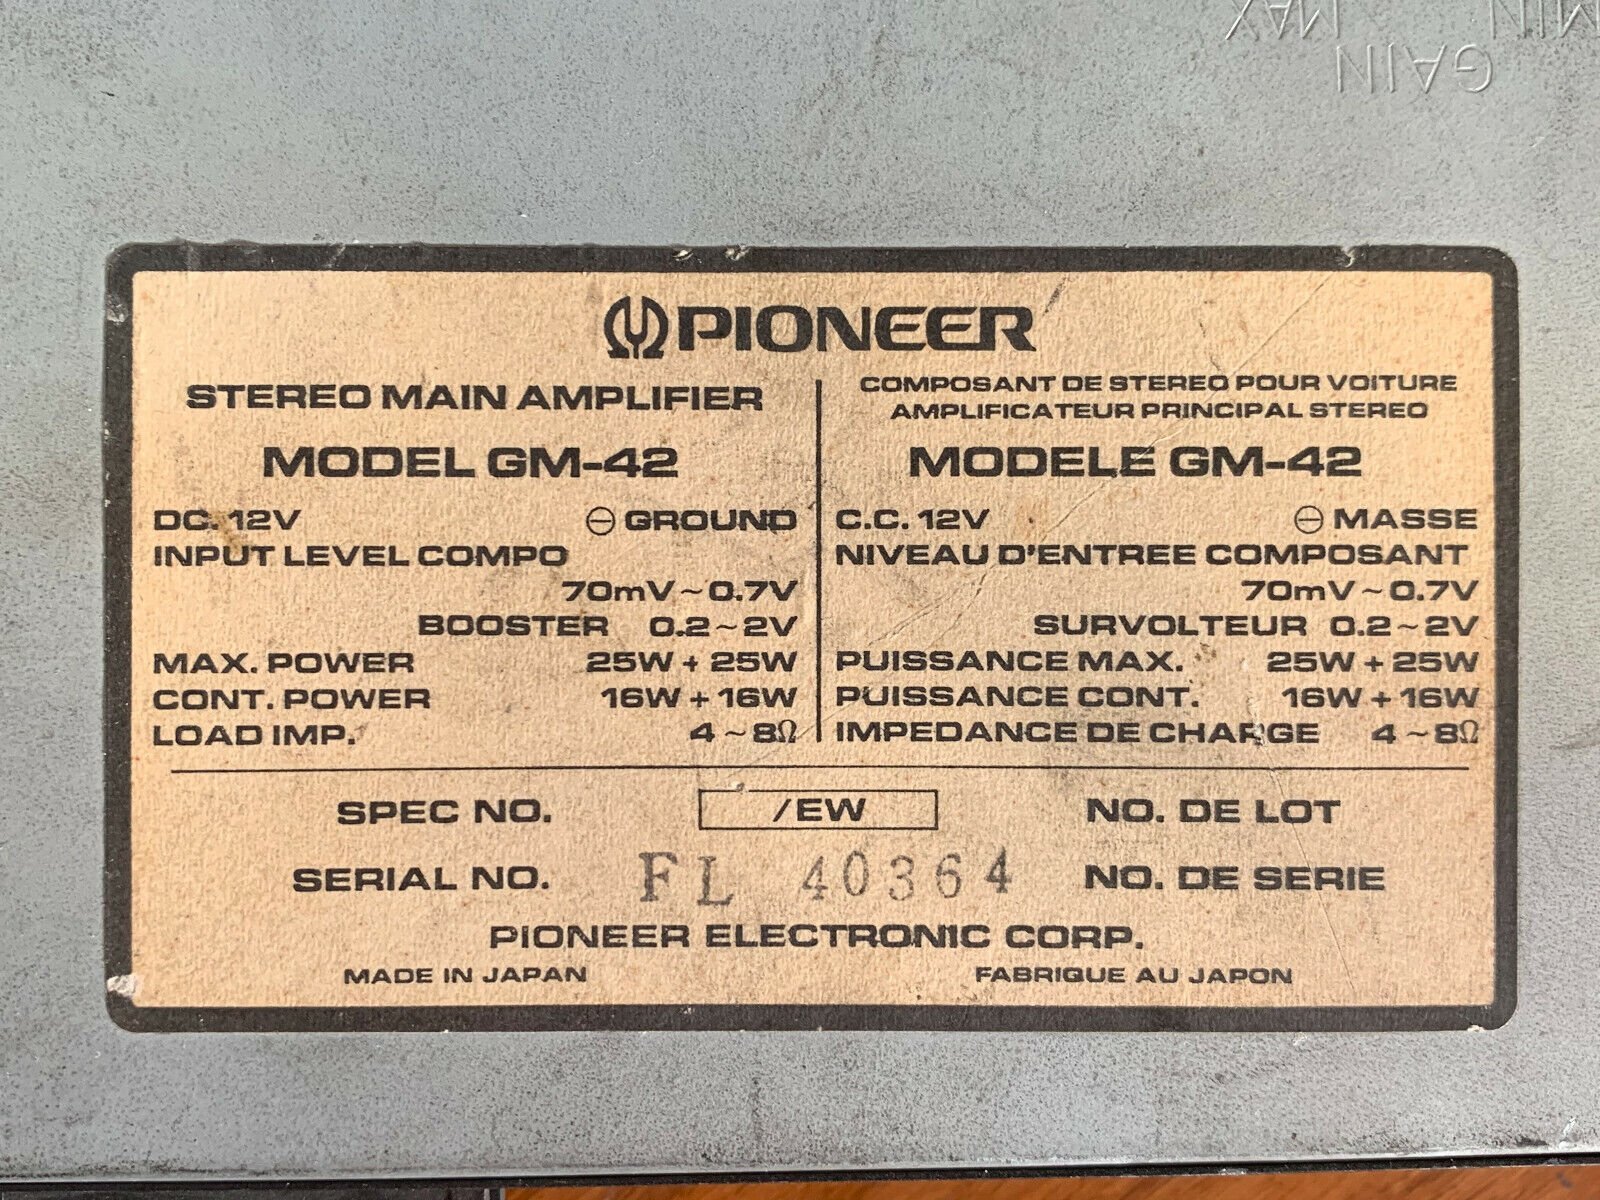 MIN MAX
GAIN
PIONEER
STEREO MAIN AMPLIFIER
MODEL GM-42
DC. 12V ⊖ GROUND
INPUT LEVEL COMPO
70mV ~ 0.7V
BOOSTER 0.2 ~ 2V
MAX. POWER 25W + 25W
CONT. POWER 16W + 16W
LOAD IMP. 4 ~ 8Ω
COMPOSANT DE STEREO POUR VOITURE
AMPLIFICATEUR PRINCIPAL STEREO
MODELE GM-42
C.C. 12V ⊖ MASSE
NIVEAU D'ENTREE COMPOSANT
70mV ~ 0.7V
SURVOLTEUR 0.2 ~ 2V
PUISSANCE MAX. 25W + 25W
PUISSANCE CONT. 16W + 16W
IMPEDANCE DE CHARGE 4 ~ 8Ω
SPEC NO. /EW NO. DE LOT
SERIAL NO. FL 40364 NO. DE SERIE
PIONEER ELECTRONIC CORP.
MADE IN JAPAN FABRIQUE AU JAPON